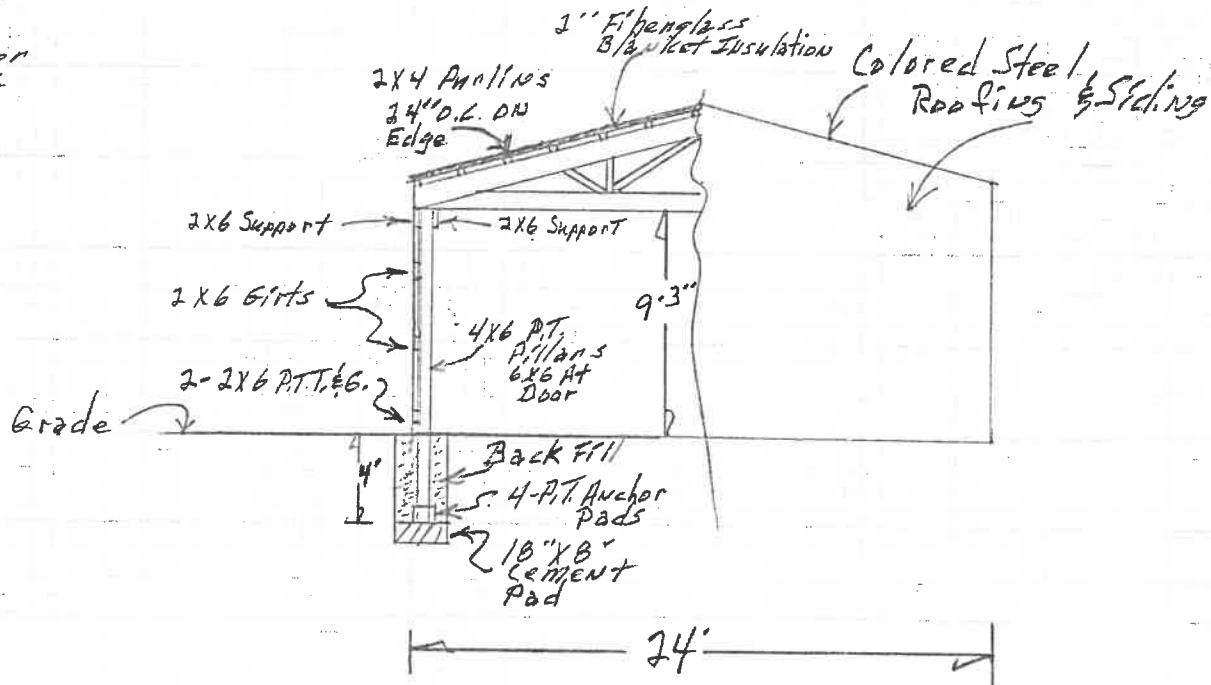 2" Fiberglass
Blanket Insulation
Colored Steel
Roofing & Siding
2X4 Purlins
24" O.C. ON
Edge
2X6 Support
2X6 Support
2X6 Girts
9'3"
4X6 P.T.
Pillars
6X6 At
Door
2-2X6 P.T.T.&G.
Grade
4'
Back Fill
4-P.T. Anchor
Pads
18"X8"
Cement
Pad
24'